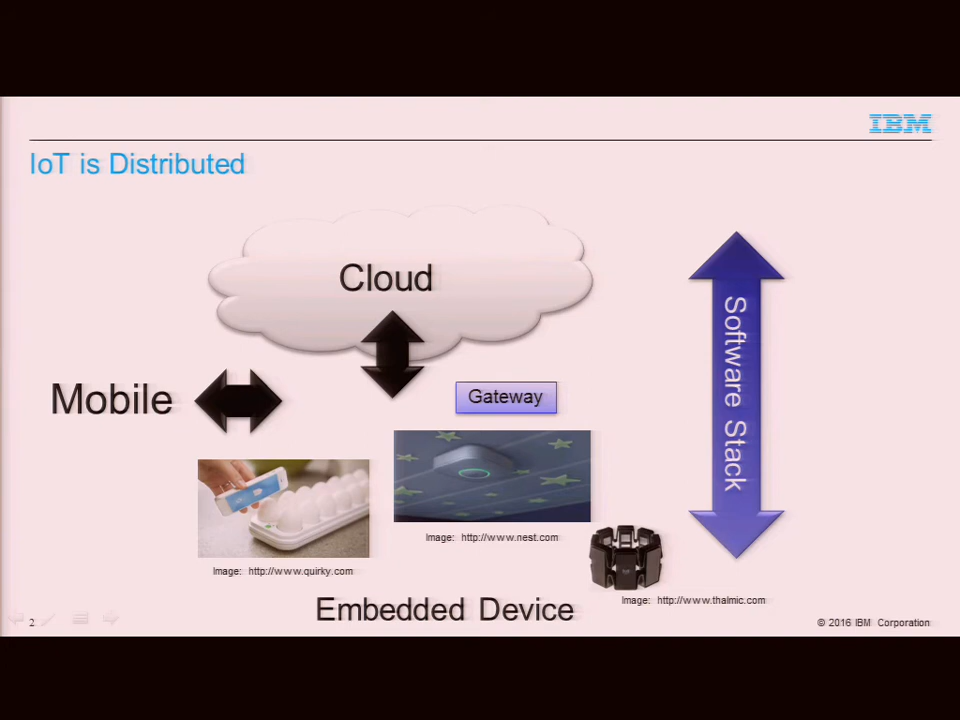 IBM
IoT is Distributed
Cloud
Software Stack
Mobile
Gateway
Image: http://www.nest.com
Image: http://www.quirky.com
Image: http://www.thalmic.com
Embedded Device
2
© 2016 IBM Corporation